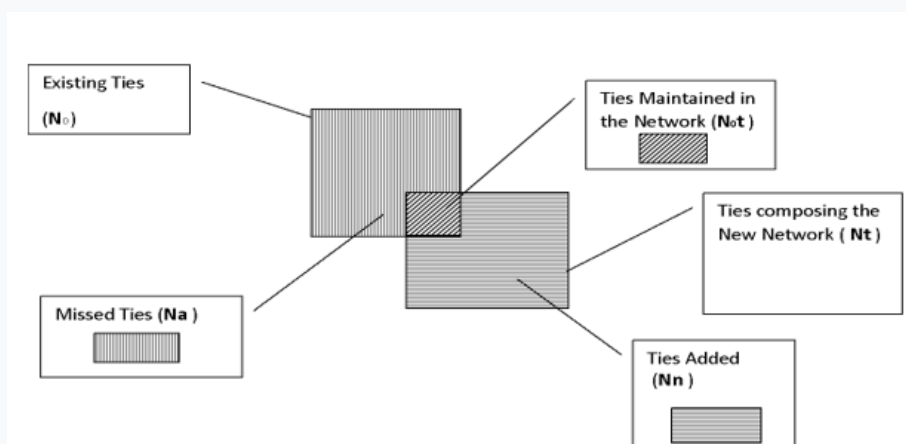 Existing Ties
(N₀)
Ties Maintained in
the Network (N₀t )
Ties composing the
New Network ( Nt )
Missed Ties (Na )
Ties Added
(Nn )